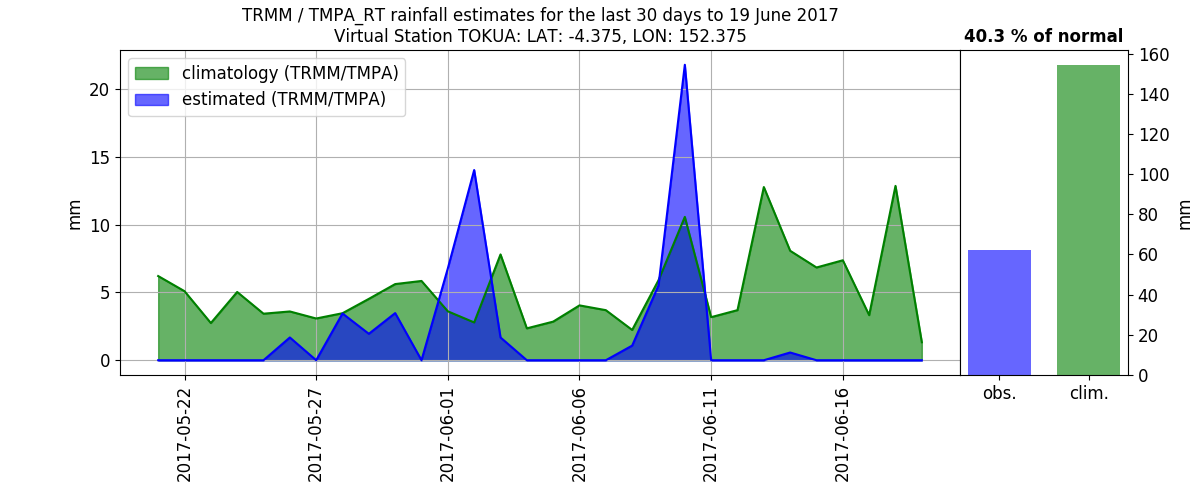 TRMM / TMPA_RT rainfall estimates for the last 30 days to 19 June 2017
Virtual Station TOKUA: LAT: -4.375, LON: 152.375
40.3 % of normal
climatology (TRMM/TMPA)
estimated (TRMM/TMPA)
mm
20
15
10
5
0
2017-05-22
2017-05-27
2017-06-01
2017-06-06
2017-06-11
2017-06-16
obs.
clim.
160
140
120
100
80
60
40
20
0
mm